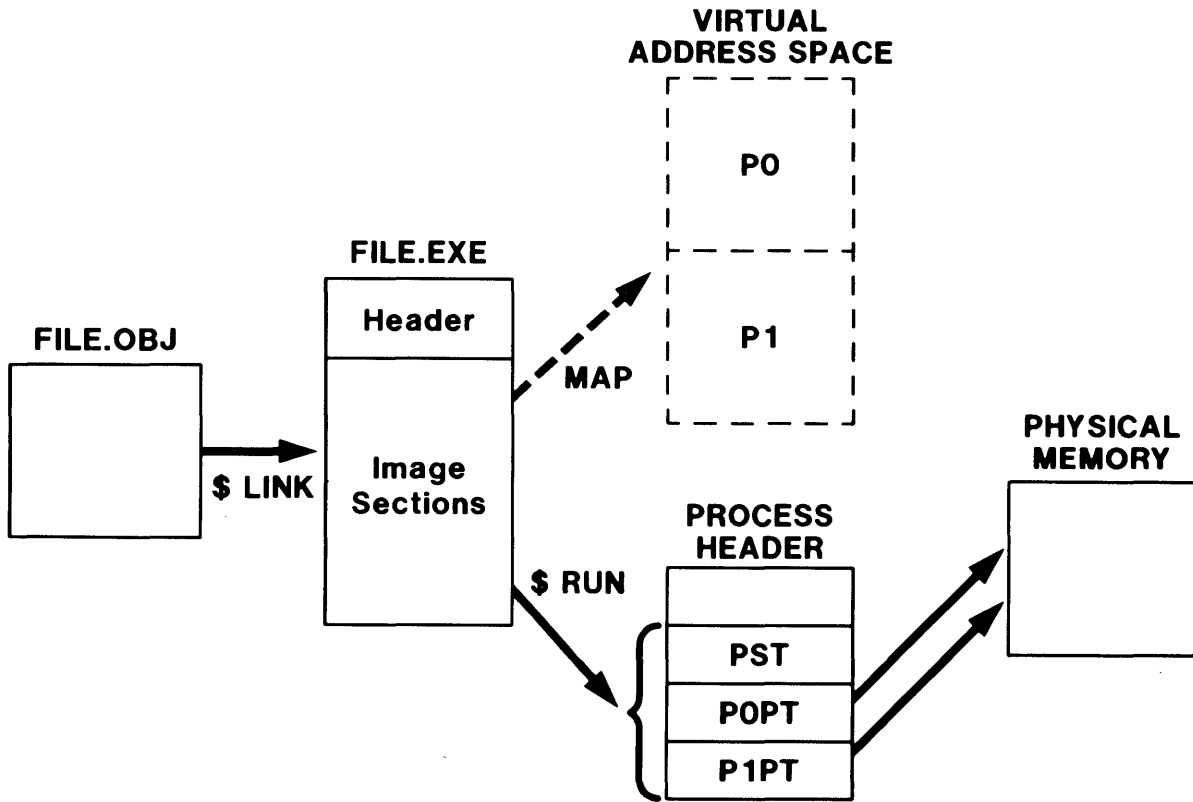 VIRTUAL
ADDRESS SPACE
P0
P1
FILE.EXE
Header
Image
Sections
FILE.OBJ
$ LINK
MAP
$ RUN
PROCESS
HEADER
PST
P0PT
P1PT
PHYSICAL
MEMORY